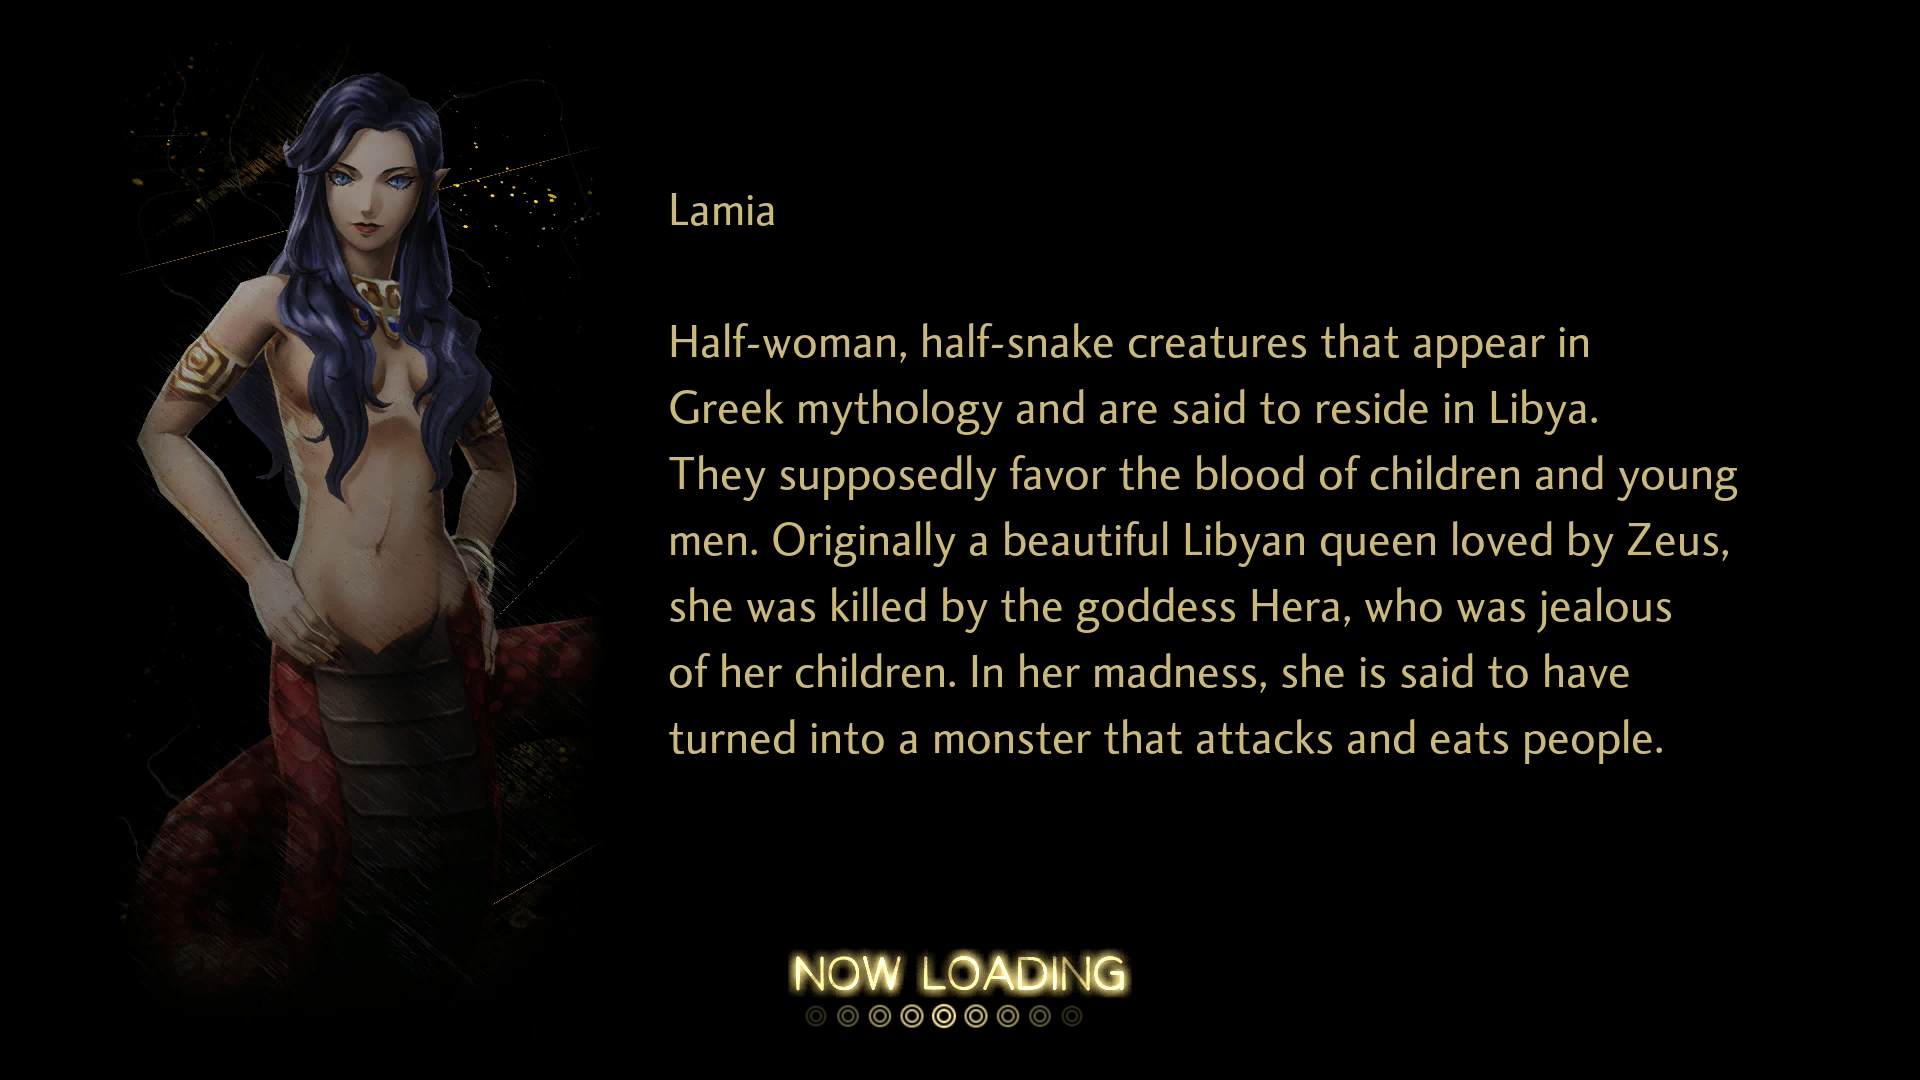 Lamia
Half-woman, half-snake creatures that appear in
Greek mythology and are said to reside in Libya.
They supposedly favor the blood of children and young
men. Originally a beautiful Libyan queen loved by Zeus,
she was killed by the goddess Hera, who was jealous
of her children. In her madness, she is said to have
turned into a monster that attacks and eats people.
NOW LOADING